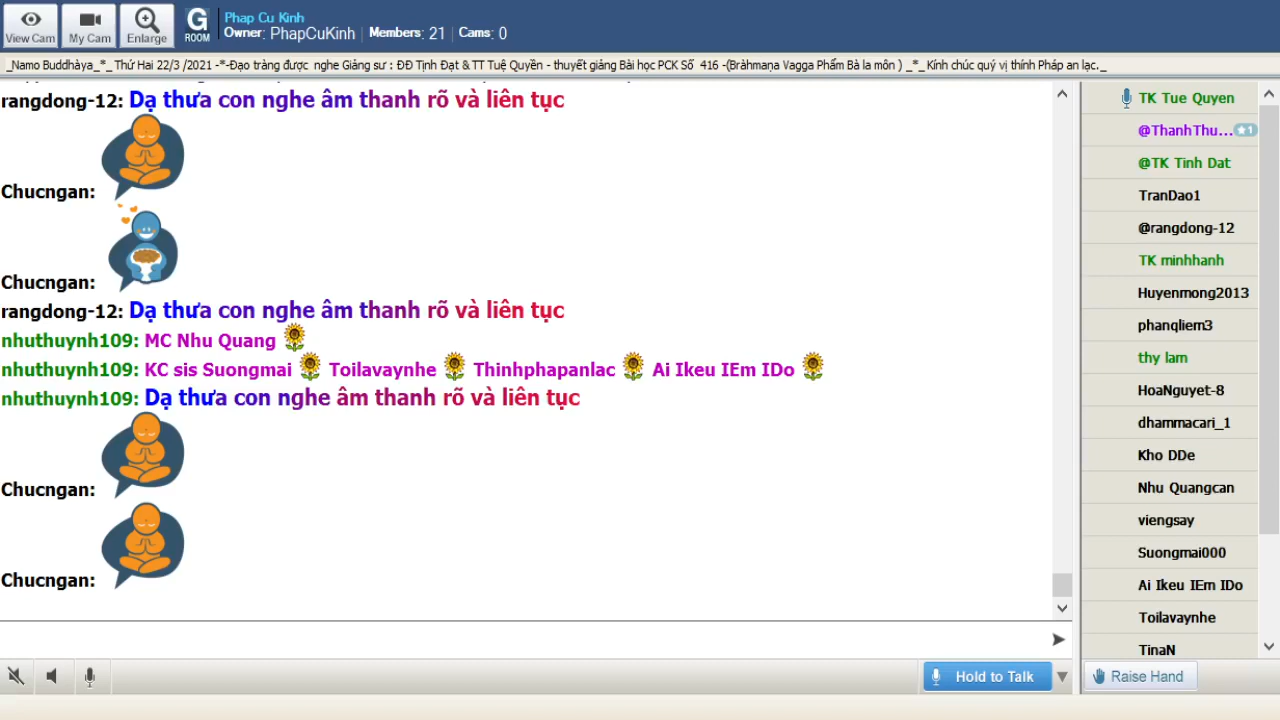 View Cam
My Cam
Enlarge
G
ROOM
Phap Cu Kinh
Owner: PhapCuKinh | Members: 21 | Cams: 0
_Namo Buddhàya_*_ Thứ Hai 22/3 /2021 -*-Đạo tràng được nghe Giảng sư : ĐĐ Tịnh Đạt & TT Tuệ Quyền - thuyết giảng Bài học PCK Số 416 -(Bràhmaṇa Vagga Phẩm Bà la môn ) _*_ Kính chúc quý vị thính Pháp an lạc._
rangdong-12: Dạ thưa con nghe âm thanh rõ và liên tục
Chucngan:
Chucngan:
rangdong-12: Dạ thưa con nghe âm thanh rõ và liên tục
nhuthuynh109: MC Nhu Quang
nhuthuynh109: KC sis Suongmai Toilavaynhe Thinhphapanlac Ai Ikeu IEm IDo
nhuthuynh109: Dạ thưa con nghe âm thanh rõ và liên tục
Chucngan:
Chucngan:
TK Tue Quyen
@ThanhThu... 1
@TK Tinh Dat
TranDao1
@rangdong-12
TK minhhanh
Huyenmong2013
phanqliem3
thy lam
HoaNguyet-8
dhammacari_1
Kho DDe
Nhu Quangcan
viengsay
Suongmai000
Ai Ikeu IEm IDo
Toilavaynhe
TinaN
Hold to Talk
Raise Hand